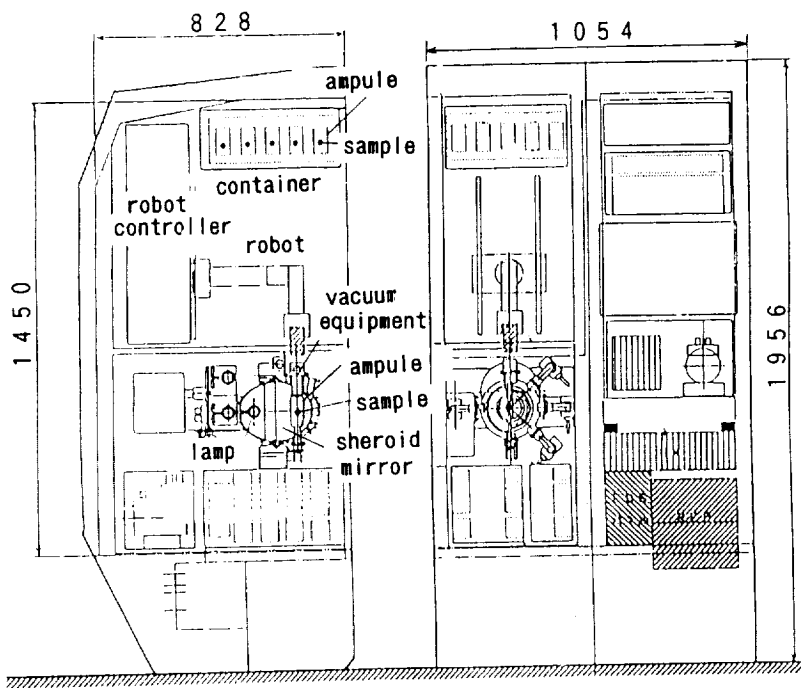 828
1054
ampule
sample
container
robot
controller
robot
vacuum
equipment
ampule
sample
sheroid
mirror
lamp
1450
1956